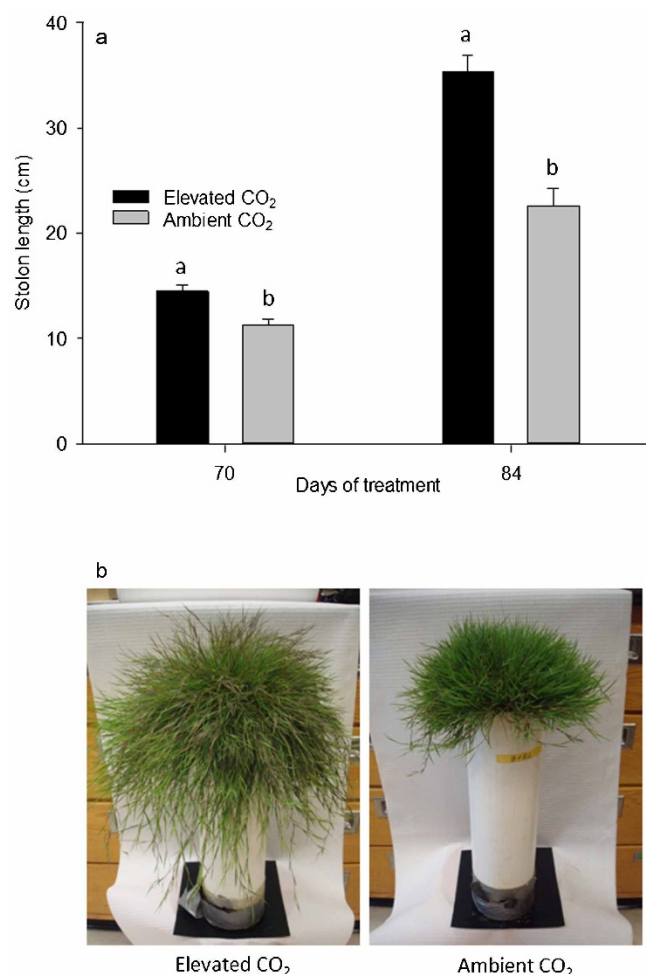 a
40
30
20
10
0
Stolon length (cm)
Elevated CO₂
Ambient CO₂
a
b
a
b
70
84
Days of treatment
b
Elevated CO₂
Ambient CO₂